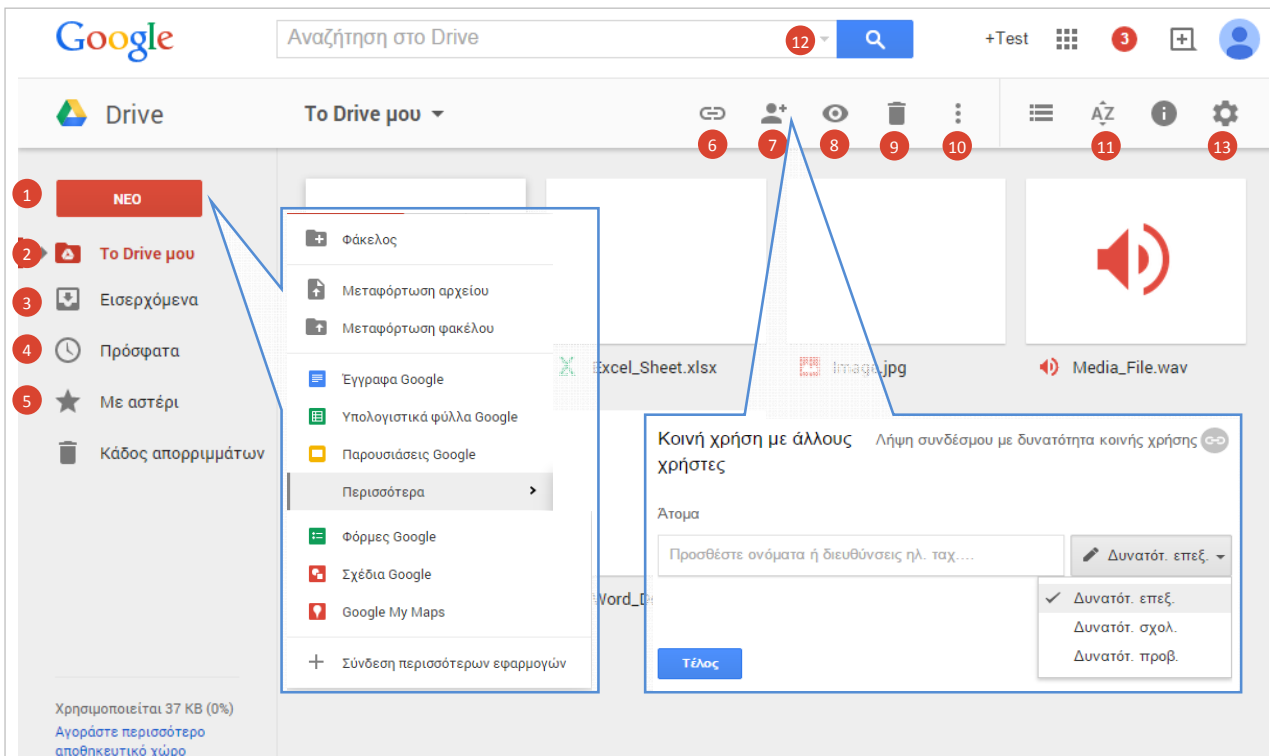 Google
Αναζήτηση στο Drive
12
+Test
3
Drive
Το Drive μου
6
7
8
9
10
AZ
11
13
1
ΝΕΟ
2
Το Drive μου
3
Εισερχόμενα
4
Πρόσφατα
5
Με αστέρι
Κάδος απορριμμάτων
Χρησιμοποιείται 37 KB (0%)
Αγοράστε περισσότερο
αποθηκευτικό χώρο
Φάκελος
Μεταφόρτωση αρχείου
Μεταφόρτωση φακέλου
Έγγραφα Google
Υπολογιστικά φύλλα Google
Παρουσιάσεις Google
Περισσότερα
Φόρμες Google
Σχέδια Google
Google My Maps
Σύνδεση περισσότερων εφαρμογών
Excel_Sheet.xlsx
Image.jpg
Media_File.wav
Κοινή χρήση με άλλους
χρήστες
Λήψη συνδέσμου με δυνατότητα κοινής χρήσης
Άτομα
Προσθέστε ονόματα ή διευθύνσεις ηλ. ταχ....
Δυνατότ. επεξ.
Δυνατότ. επεξ.
Δυνατότ. σχολ.
Δυνατότ. προβ.
Τέλος